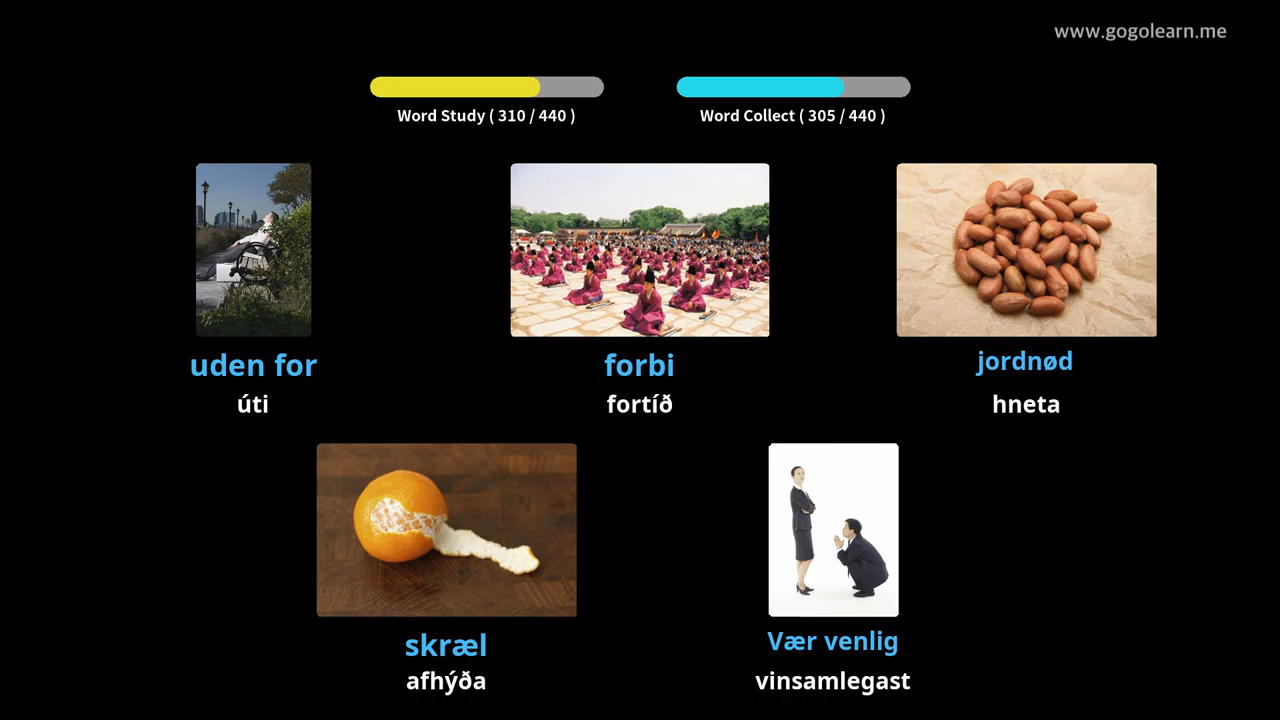 www.gogolearn.me
Word Study ( 310 / 440 )
Word Collect ( 305 / 440 )
uden for
úti
forbi
fortíð
jordnød
hneta
skræl
afhýða
Vær venlig
vinsamlegast